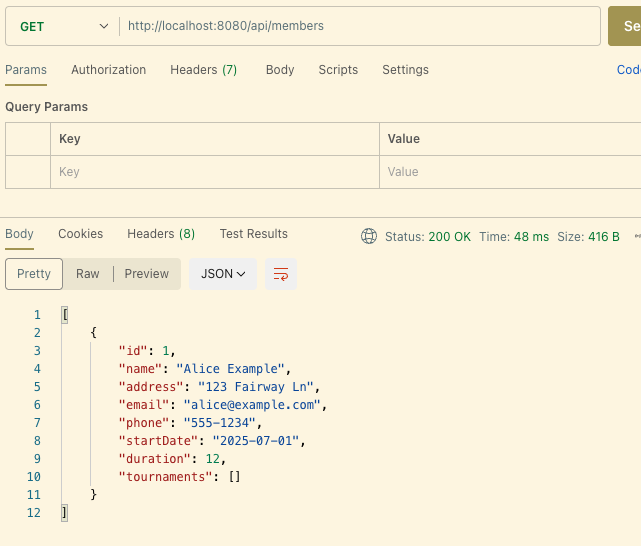 GET http://localhost:8080/api/members
Params Authorization Headers (7) Body Scripts Settings
Query Params
Key Value
Key Value
Body Cookies Headers (8) Test Results Status: 200 OK Time: 48 ms Size: 416 B
Pretty Raw Preview JSON
1 [
2 {
3 "id": 1,
4 "name": "Alice Example",
5 "address": "123 Fairway Ln",
6 "email": "alice@example.com",
7 "phone": "555-1234",
8 "startDate": "2025-07-01",
9 "duration": 12,
10 "tournaments": []
11 }
12 ]